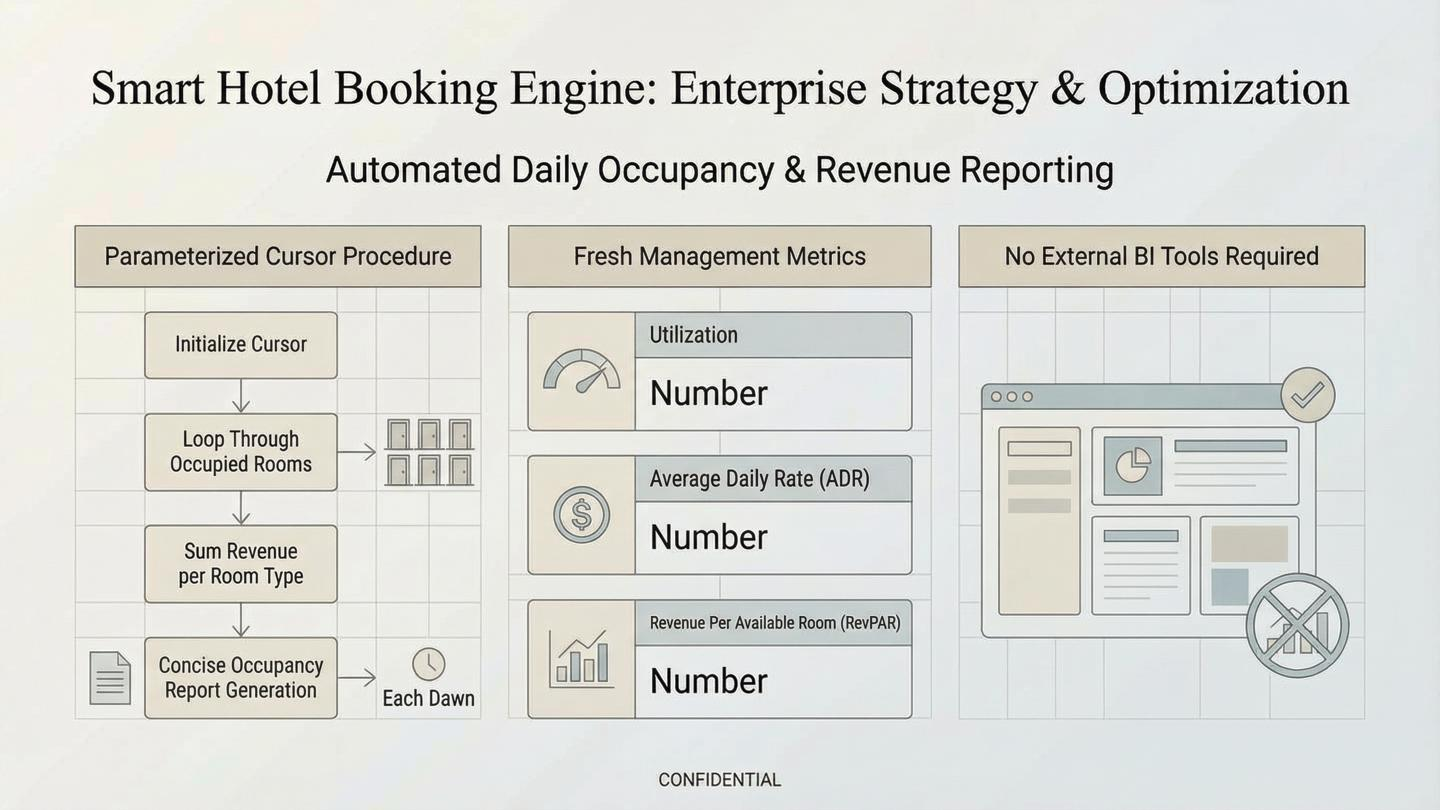 Smart Hotel Booking Engine: Enterprise Strategy & Optimization
Automated Daily Occupancy & Revenue Reporting
Parameterized Cursor Procedure
Initialize Cursor
Loop Through
Occupied Rooms
Sum Revenue
per Room Type
Concise Occupancy
Report Generation
Each Dawn
Fresh Management Metrics
Utilization
Number
Average Daily Rate (ADR)
Number
Revenue Per Available Room (RevPAR)
Number
No External BI Tools Required
CONFIDENTIAL